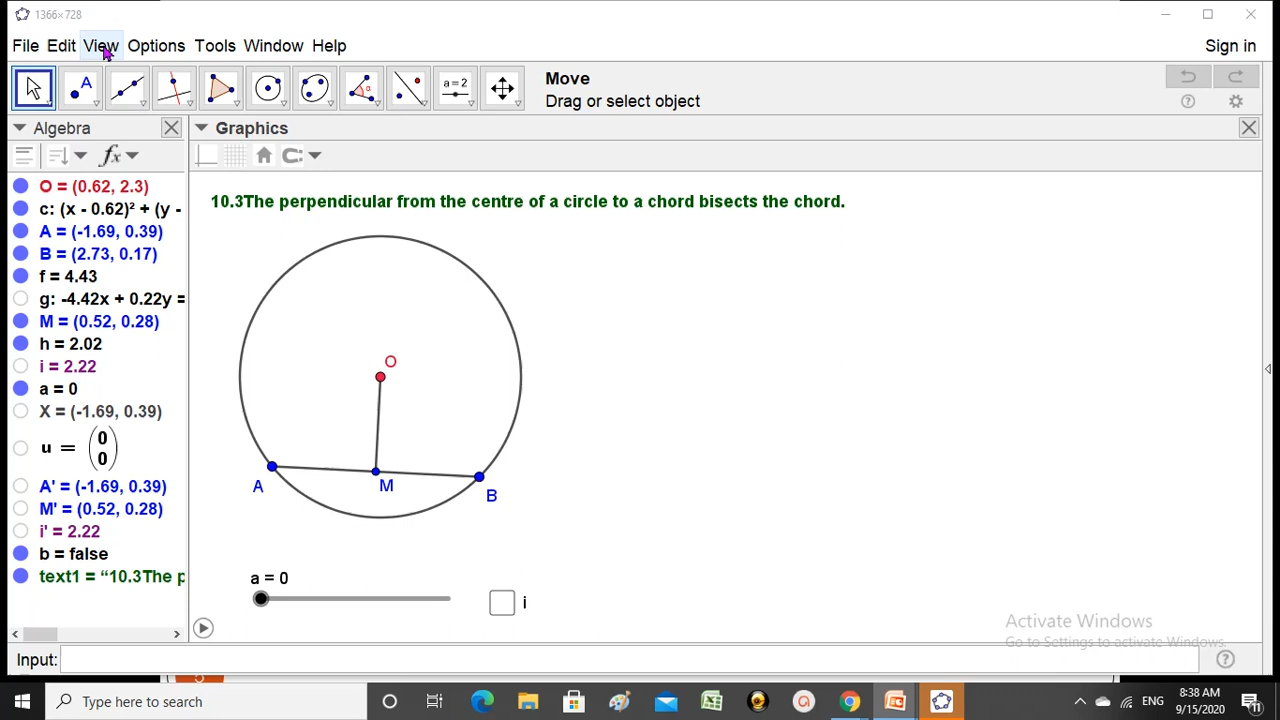 1366×728
File Edit View Options Tools Window Help Sign in
A α a=2 Move
Drag or select object
Algebra Graphics
fx
O = (0.62, 2.3)
c: (x - 0.62)² + (y -
A = (-1.69, 0.39)
B = (2.73, 0.17)
f = 4.43
g: -4.42x + 0.22y =
M = (0.52, 0.28)
h = 2.02
i = 2.22
a = 0
X = (-1.69, 0.39)
u = (0 0)
A' = (-1.69, 0.39)
M' = (0.52, 0.28)
i' = 2.22
b = false
text1 = “10.3The p
10.3The perpendicular from the centre of a circle to a chord bisects the chord.
O
A M B
a = 0
i
Activate Windows
Go to Settings to activate Windows.
Input:
5
Type here to search
ENG
8:38 AM
9/15/2020
11